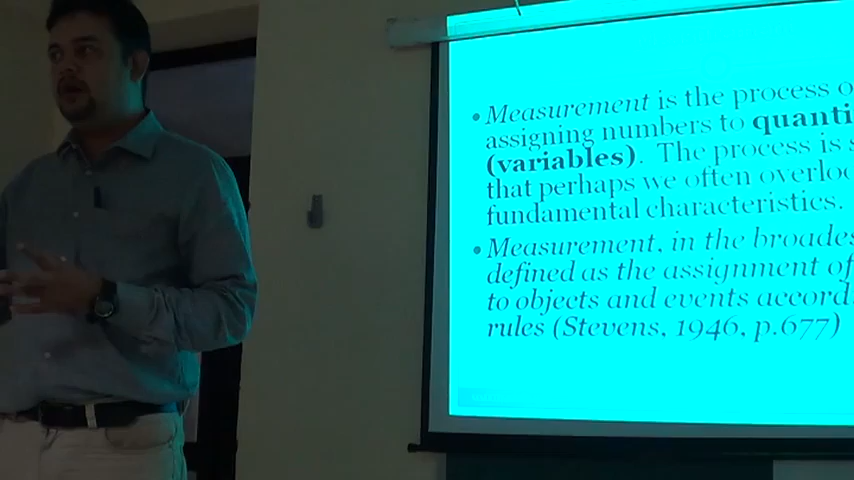 • Measurement is the process o
assigning numbers to quanti
(variables). The process is s
that perhaps we often overloo
fundamental characteristics.
• Measurement, in the broades
defined as the assignment of
to objects and events accord
rules (Stevens, 1946, p.677)